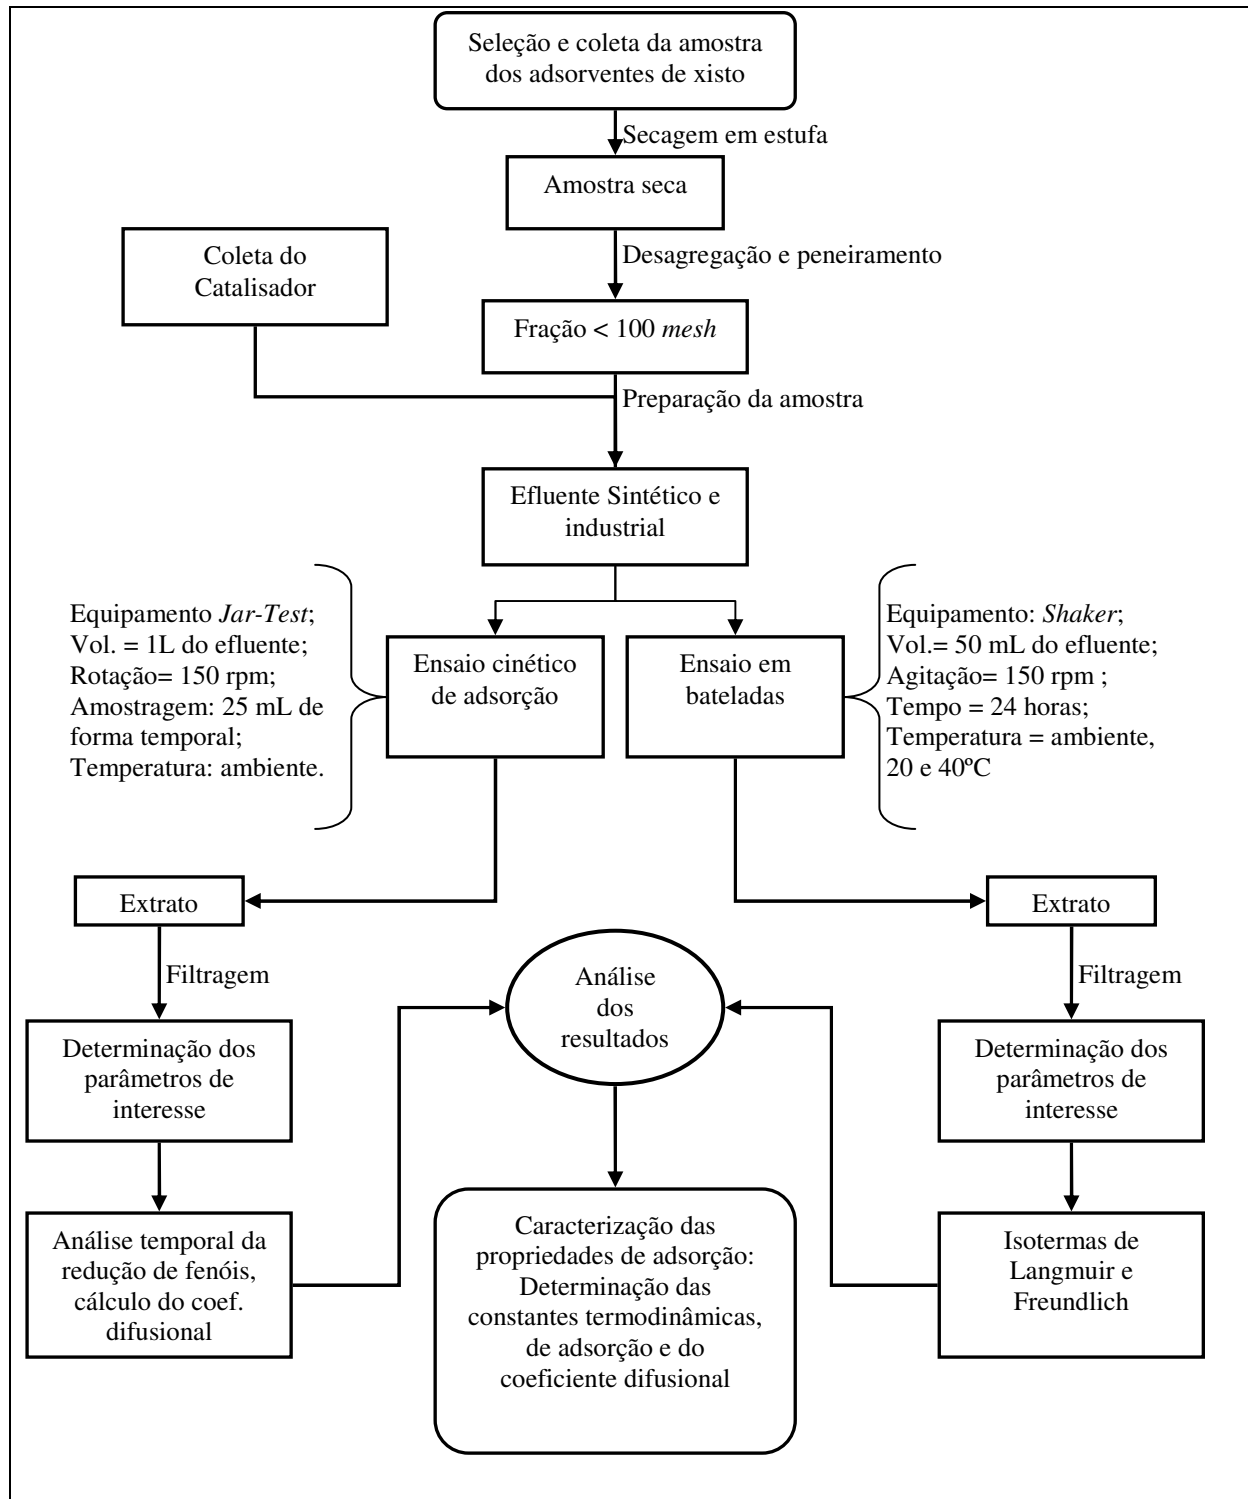 Seleção e coleta da amostra
dos adsorventes de xisto
Secagem em estufa
Amostra seca
Desagregação e peneiramento
Coleta do
Catalisador
Fração < 100 mesh
Preparação da amostra
Efluente Sintético e
industrial
Equipamento Jar-Test;
Vol. = 1L do efluente;
Rotação= 150 rpm;
Amostragem: 25 mL de
forma temporal;
Temperatura: ambiente.
Ensaio cinético
de adsorção
Ensaio em
bateladas
Equipamento: Shaker;
Vol.= 50 mL do efluente;
Agitação= 150 rpm ;
Tempo = 24 horas;
Temperatura = ambiente,
20 e 40ºC
Extrato
Filtragem
Determinação dos
parâmetros de
interesse
Análise temporal da
redução de fenóis,
cálculo do coef.
difusional
Extrato
Filtragem
Determinação dos
parâmetros de
interesse
Isotermas de
Langmuir e
Freundlich
Análise
dos
resultados
Caracterização das
propriedades de adsorção:
Determinação das
constantes termodinâmicas,
de adsorção e do
coeficiente difusional